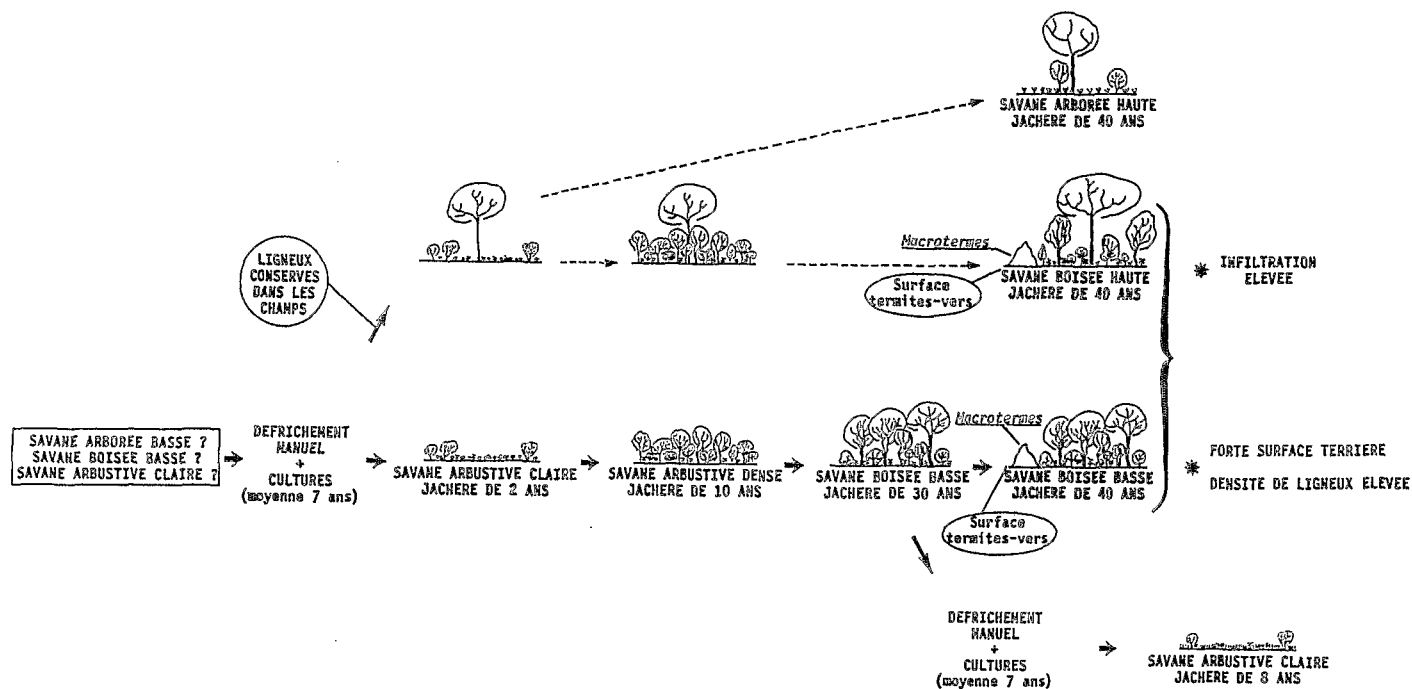 SAVANE ARBOREE HAUTE
JACHERE DE 40 ANS
LIGNEUX
CONSERVES
DANS LES
CHAMPS
Macrotermes
Surface
termites-vers
SAVANE BOISEE HAUTE
JACHERE DE 40 ANS
* INFILTRATION
ELEVEE
SAVANE ARBOREE BASSE ?
SAVANE BOISEE BASSE ?
SAVANE ARBUSTIVE CLAIRE ?
DEFRICHEMENT
MANUEL
+
CULTURES
(moyenne 7 ans)
SAVANE ARBUSTIVE CLAIRE
JACHERE DE 2 ANS
SAVANE ARBUSTIVE DENSE
JACHERE DE 10 ANS
SAVANE BOISEE BASSE
JACHERE DE 30 ANS
Macrotermes
SAVANE BOISEE BASSE
JACHERE DE 40 ANS
Surface
termites-vers
* FORTE SURFACE TERRIERE
DENSITE DE LIGNEUX ELEVEE
DEFRICHEMENT
MANUEL
+
CULTURES
(moyenne 7 ans)
SAVANE ARBUSTIVE CLAIRE
JACHERE DE 8 ANS